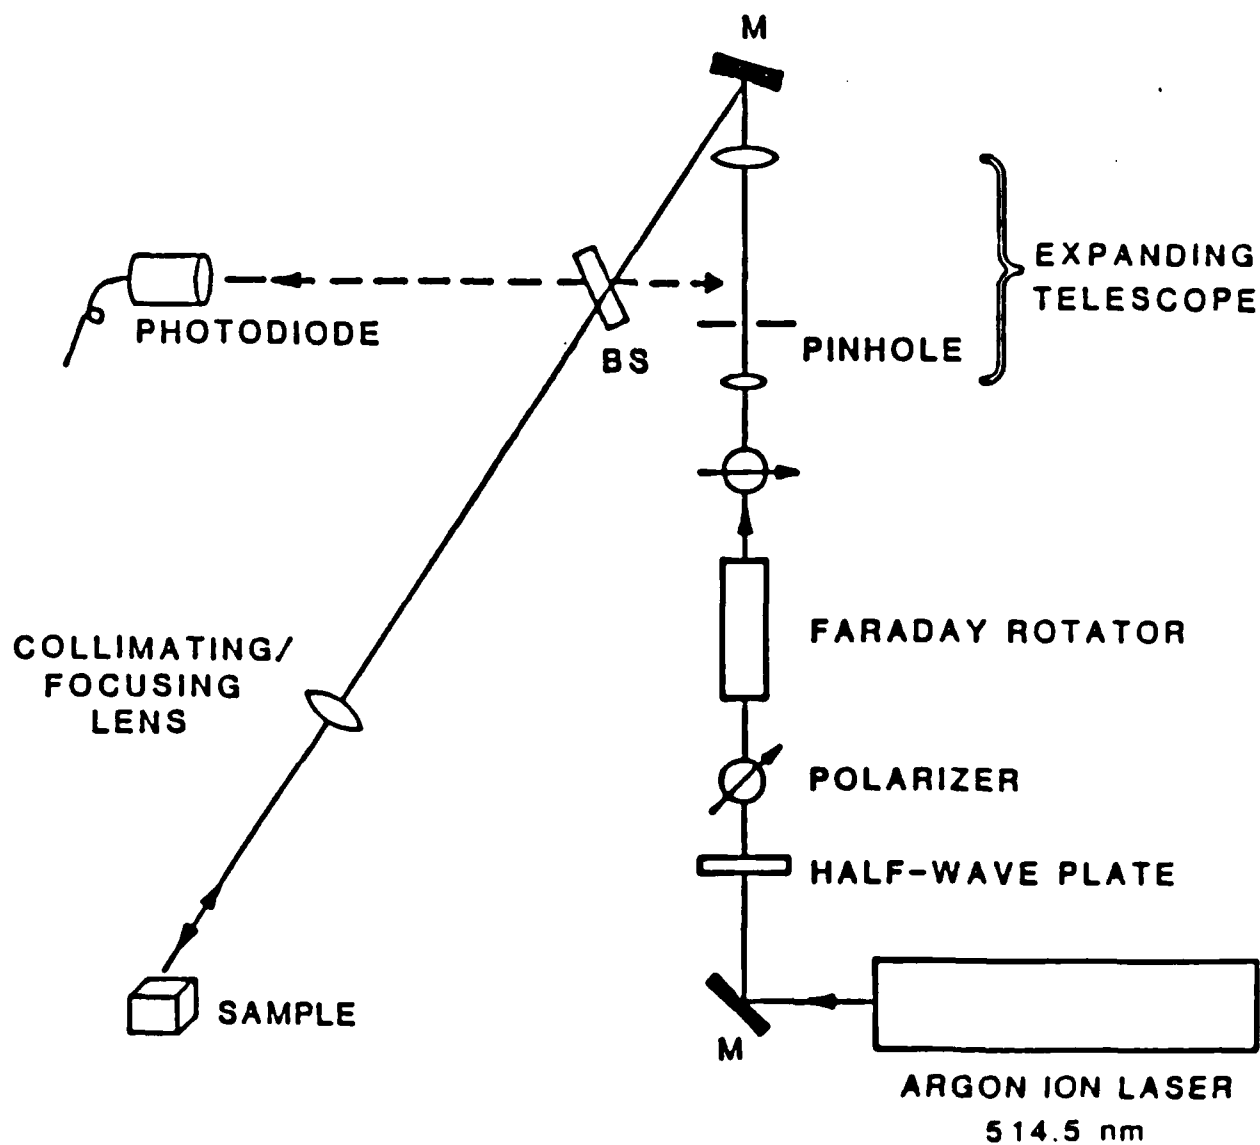 M
EXPANDING
TELESCOPE
PHOTODIODE
BS
PINHOLE
FARADAY ROTATOR
COLLIMATING/
FOCUSING
LENS
POLARIZER
HALF-WAVE PLATE
SAMPLE
M
ARGON ION LASER
514.5 nm